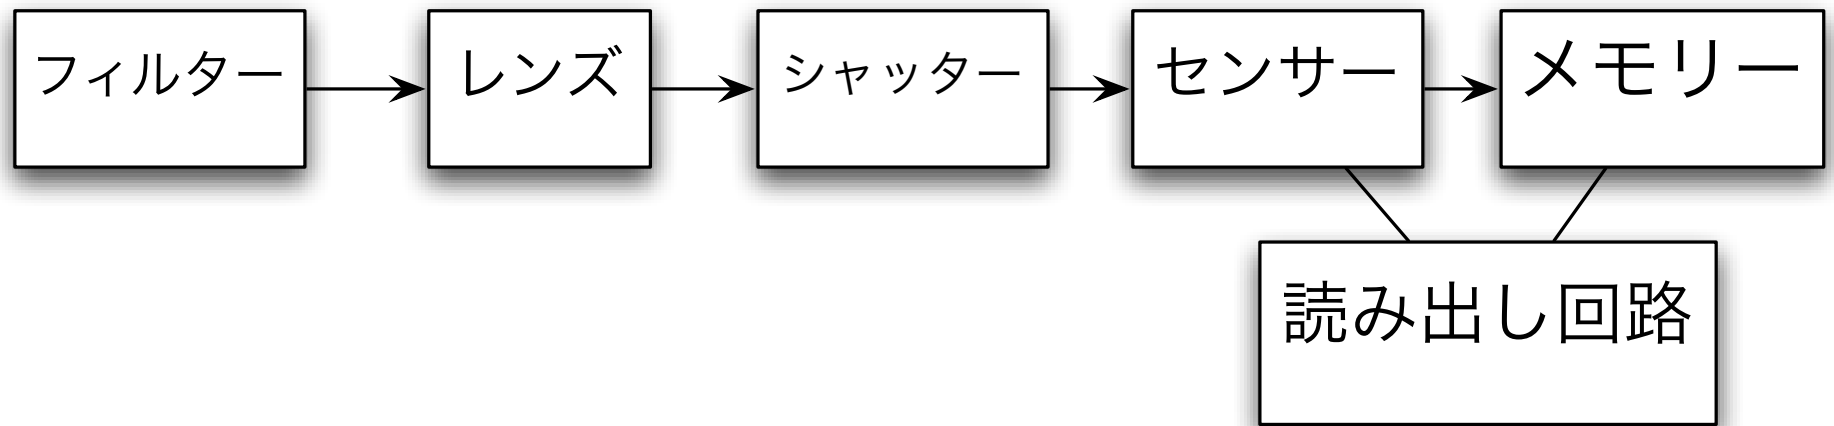 フィルター
レンズ
シャッター
センサー
メモリー
読み出し回路